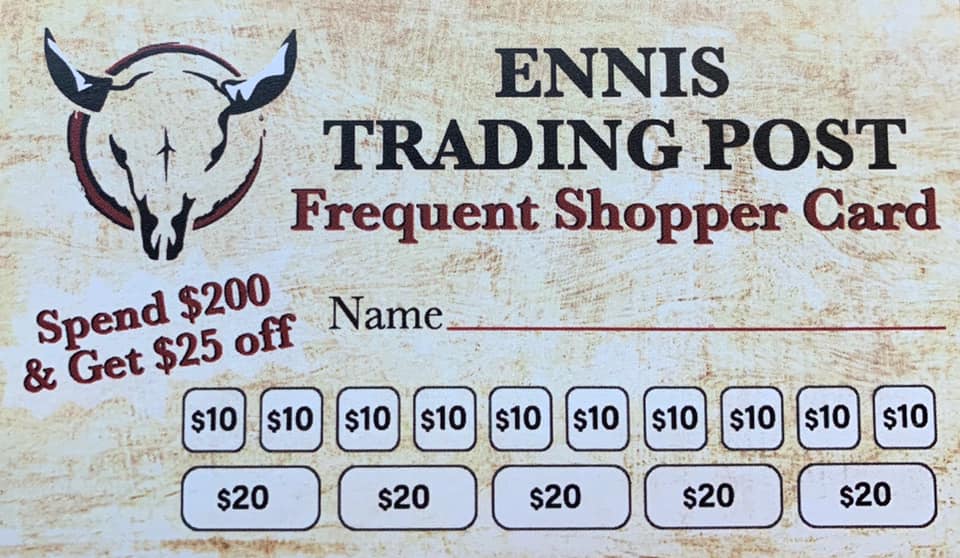 ENNIS
TRADING POST
Frequent Shopper Card
Spend $200
& Get $25 off
Name
$10 $10 $10 $10 $10 $10 $10 $10 $10 $10
$20 $20 $20 $20 $20